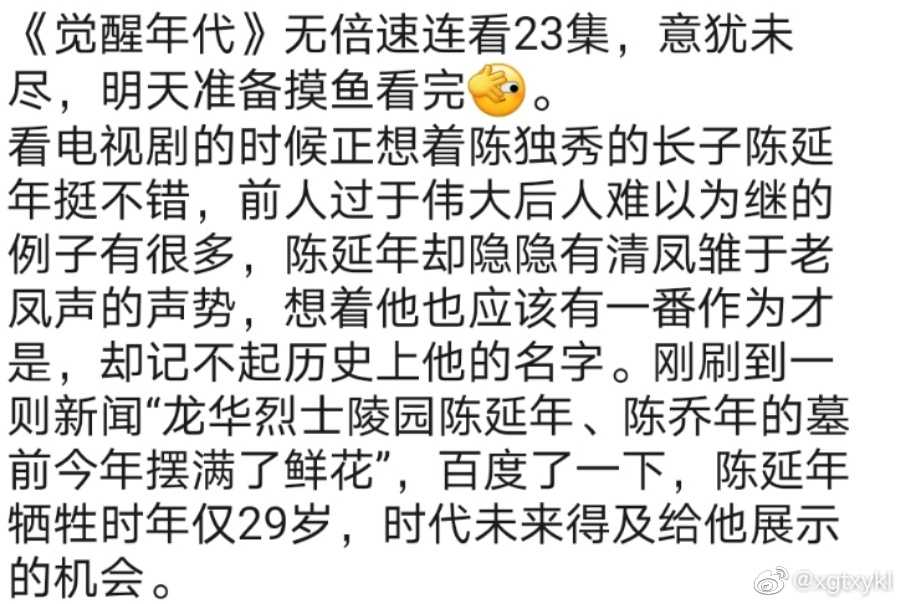 《觉醒年代》无倍速连看23集，意犹未
尽，明天准备摸鱼看完🫣。
看电视剧的时候正想着陈独秀的长子陈延
年挺不错，前人过于伟大后人难以为继的
例子有很多，陈延年却隐隐有清凤雏于老
凤声的声势，想着他也应该有一番作为才
是，却记不起历史上他的名字。刚刷到一
则新闻“龙华烈士陵园陈延年、陈乔年的墓
前今年摆满了鲜花”，百度了一下，陈延年
牺牲时年仅29岁，时代未来得及给他展示
的机会。
@xgtxykl